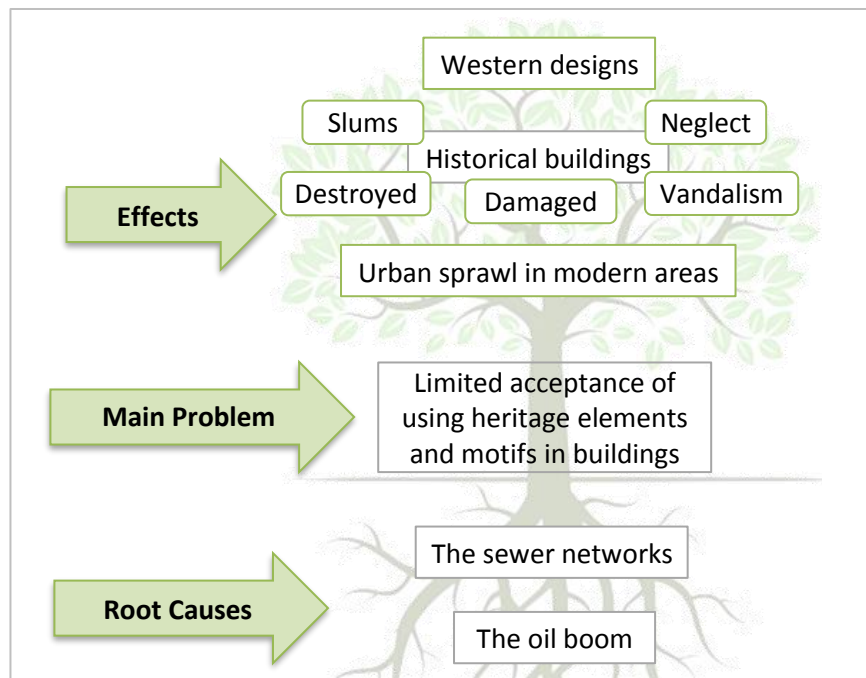 Western designs
Slums
Neglect
Historical buildings
Destroyed
Damaged
Vandalism
Effects
Urban sprawl in modern areas
Main Problem
Limited acceptance of
using heritage elements
and motifs in buildings
The sewer networks
Root Causes
The oil boom